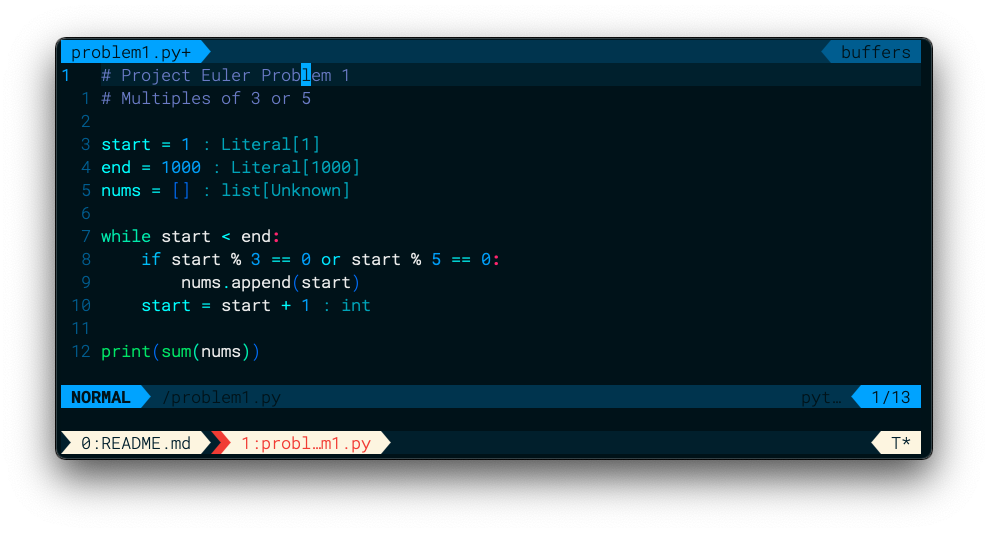 problem1.py+ buffers
1 # Project Euler Problem 1
1 # Multiples of 3 or 5
2
3 start = 1 : Literal[1]
4 end = 1000 : Literal[1000]
5 nums = [] : list[Unknown]
6
7 while start < end:
8     if start % 3 == 0 or start % 5 == 0:
9         nums.append(start)
10     start = start + 1 : int
11
12 print(sum(nums))
NORMAL /problem1.py pyt… 1/13
0:README.md 1:probl…m1.py T*